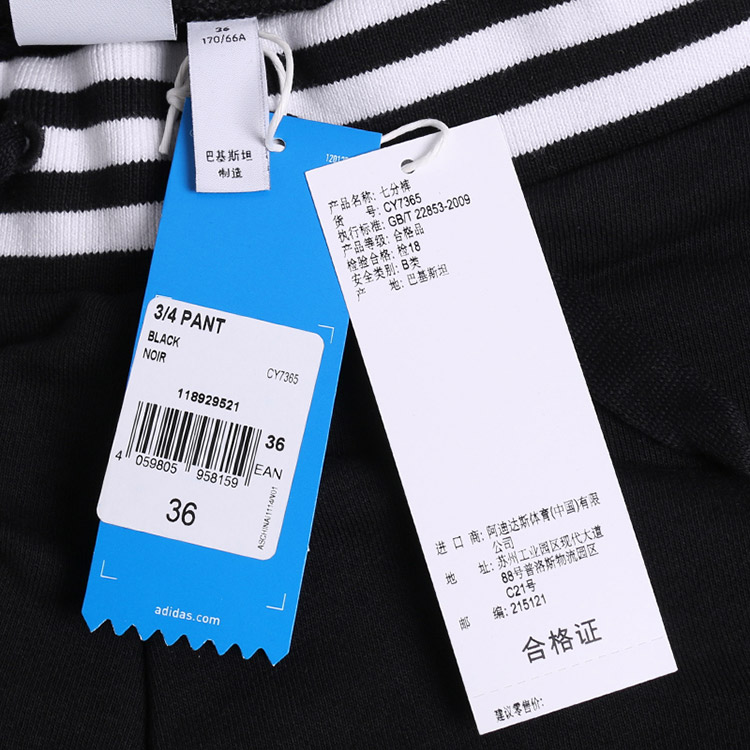 36
170/66A
巴基斯坦
制造
3/4 PANT
BLACK
NOIR
CY7365
118929521
36
4 059805 958159 EAN
36
ASCHINA/1114/V01
adidas.com
产品名称: 七分裤
货 号: CY7365
执行标准: GB/T 22853-2009
产品等级: 合格品
检验合格: 检18
安全类别: B类
产 地: 巴基斯坦
进 口 商: 阿迪达斯体育(中国)有限
公司
地 址: 苏州工业园区现代大道
88号普洛斯物流园区
C21号
邮 编: 215121
合格证
建议零售价: